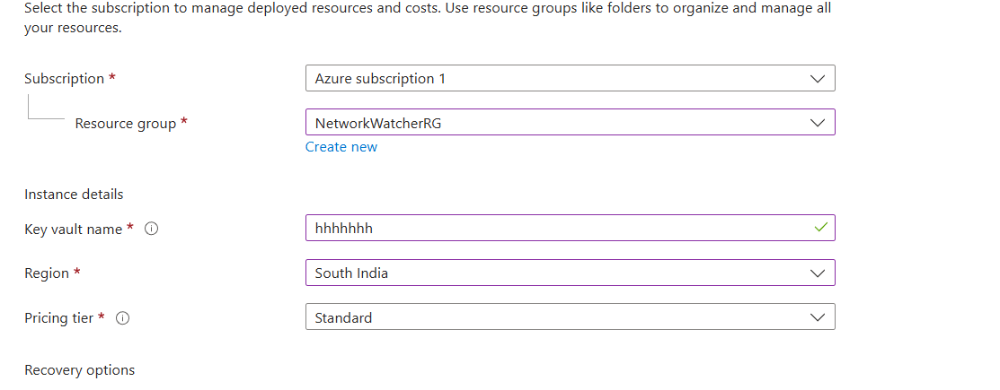 Select the subscription to manage deployed resources and costs. Use resource groups like folders to organize and manage all
your resources.
Subscription *
Azure subscription 1
Resource group *
NetworkWatcherRG
Create new
Instance details
Key vault name *
hhhhhhh
Region *
South India
Pricing tier *
Standard
Recovery options